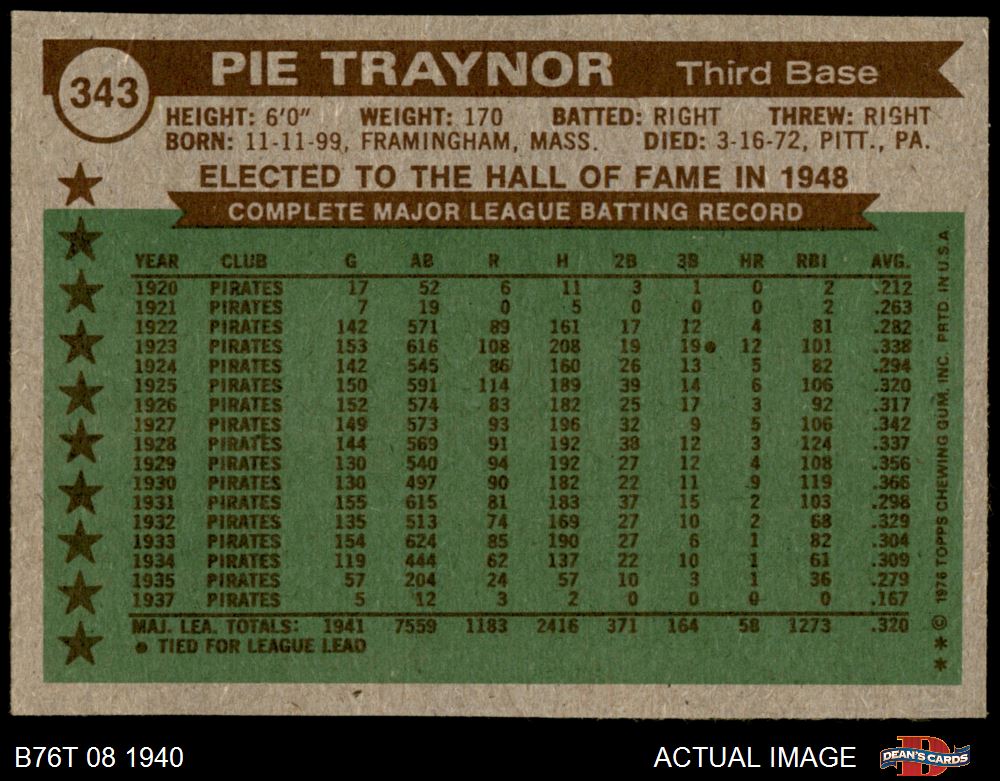 343
PIE TRAYNOR Third Base
HEIGHT: 6'0" WEIGHT: 170 BATTED: RIGHT THREW: RIGHT
BORN: 11-11-99, FRAMINGHAM, MASS. DIED: 3-16-72, PITT., PA.
ELECTED TO THE HALL OF FAME IN 1948
COMPLETE MAJOR LEAGUE BATTING RECORD
YEAR CLUB G AB R H 2B 3B HR RBI AVG.
1920 PIRATES 17 52 6 11 3 1 0 2 .212
1921 PIRATES 7 19 0 5 0 0 0 2 .263
1922 PIRATES 142 571 89 161 17 12 4 81 .282
1923 PIRATES 153 616 108 208 19 19● 12 101 .338
1924 PIRATES 142 545 86 160 26 13 5 82 .294
1925 PIRATES 150 591 114 189 39 14 6 106 .320
1926 PIRATES 152 574 83 182 25 17 3 92 .317
1927 PIRATES 149 573 93 196 32 9 5 106 .342
1928 PIRATES 144 569 91 192 38 12 3 124 .337
1929 PIRATES 130 540 94 192 27 12 4 108 .356
1930 PIRATES 130 497 90 182 22 11 9 119 .366
1931 PIRATES 155 615 81 183 37 15 2 103 .298
1932 PIRATES 135 513 74 169 27 10 2 68 .329
1933 PIRATES 154 624 85 190 27 6 1 82 .304
1934 PIRATES 119 444 62 137 22 10 1 61 .309
1935 PIRATES 57 204 24 57 10 3 1 36 .279
1937 PIRATES 5 12 3 2 0 0 0 0 .167
MAJ. LEA. TOTALS: 1941 7559 1183 2416 371 164 58 1273 .320
● TIED FOR LEAGUE LEAD
* * © 1976 TOPPS CHEWING GUM, INC. PRTD. IN U.S.A
B76T 08 1940
ACTUAL IMAGE
DEAN'S CARDS